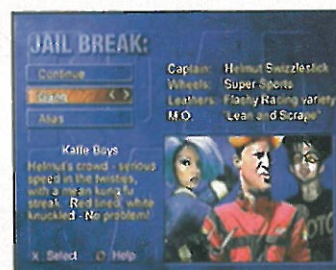 JAIL BREAK:
Continue
Gang
Alias
Captain: Helmut Swizzlestick
Wheels: Super Sports
Leathers: Flashy Racing variety
M.O. "Lean and Scrape"
Katie Boys
Helmut's crowd - serious
speed in the twisties,
with a mean kung fu
streak. Red lined, white
knuckled - No problem!
X Select O Help